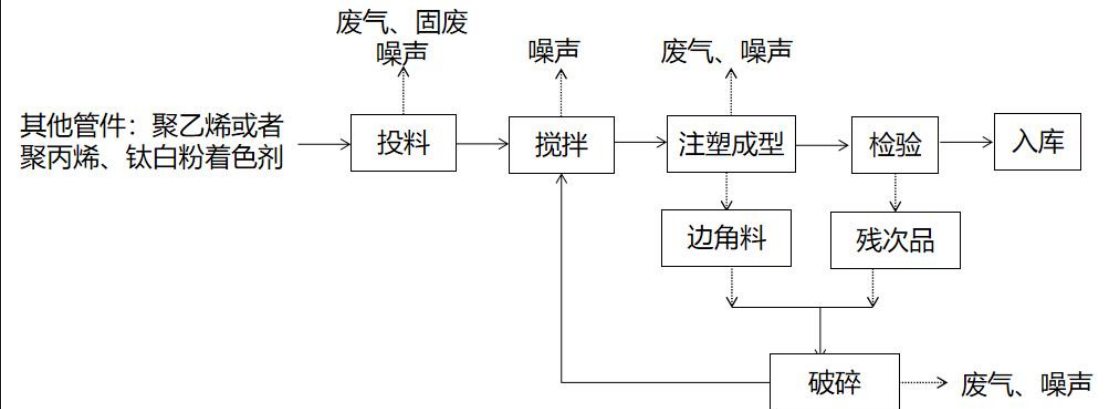 废气、固废
噪声
噪声
废气、噪声
其他管件：聚乙烯或者
聚丙烯、钛白粉着色剂
投料
搅拌
注塑成型
检验
入库
边角料
残次品
破碎
废气、噪声